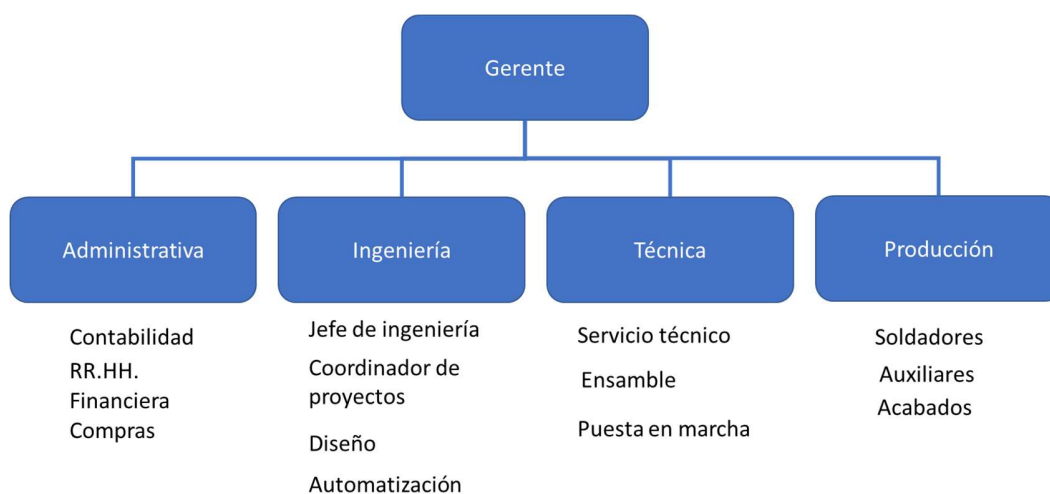 Gerente
Administrativa
Ingeniería
Técnica
Producción
Contabilidad
RR.HH.
Financiera
Compras
Jefe de ingeniería
Coordinador de
proyectos
Diseño
Automatización
Servicio técnico
Ensamble
Puesta en marcha
Soldadores
Auxiliares
Acabados